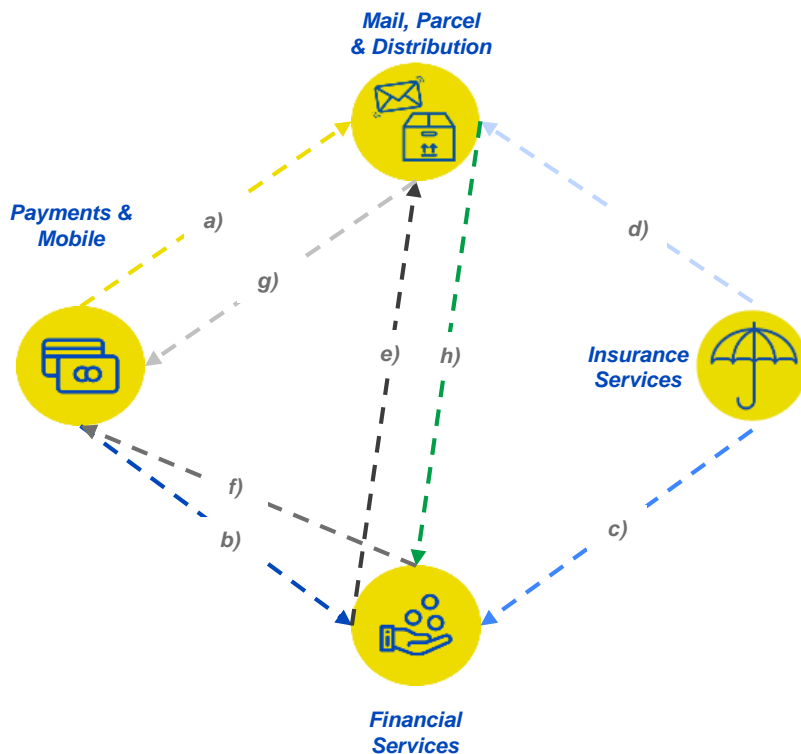 Mail, Parcel
& Distribution
Payments &
Mobile
a)
d)
g)
e)
h)
Insurance
Services
f)
b)
c)
Financial
Services